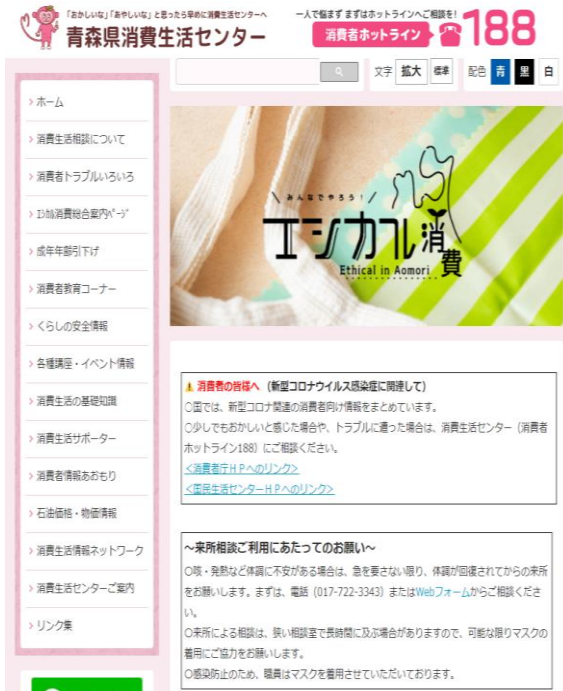 「おかしいな」「あやしいな」と思ったら早めに消費生活センターへ
青森県消費生活センター
一人で悩まず まずはホットラインへご相談を!
消費者ホットライン 188
文字 拡大 標準 配色 青 黒 白
ホーム
消費生活相談について
消費者トラブルいろいろ
ｴｼｶﾙ消費総合案内ﾍﾟｰｼﾞ
成年年齢引下げ
消費者教育コーナー
くらしの安全情報
各種講座・イベント情報
消費生活の基礎知識
消費生活サポーター
消費者情報あおもり
石油価格・物価情報
消費生活情報ネットワーク
消費生活センターご案内
リンク集
みんなでやろう!
エシカル消費
Ethical in Aomori
消費者の皆様へ （新型コロナウイルス感染症に関連して）
○国では、新型コロナ関連の消費者向け情報をまとめています。
○少しでもおかしいと感じた場合や、トラブルに遭った場合は、消費生活センター（消費者
ホットライン188）にご相談ください。
＜消費者庁ＨＰへのリンク＞
＜国民生活センターＨＰへのリンク＞
～来所相談ご利用にあたってのお願い～
○咳・発熱など体調に不安がある場合は、急を要さない限り、体調が回復されてからの来所
をお願いします。まずは、電話（017-722-3343）またはWebフォームからご相談くださ
い。
○来所による相談は、狭い相談室で長時間に及ぶ場合がありますので、可能な限りマスクの
着用にご協力をお願いします。
○感染防止のため、職員はマスクを着用させていただいております。